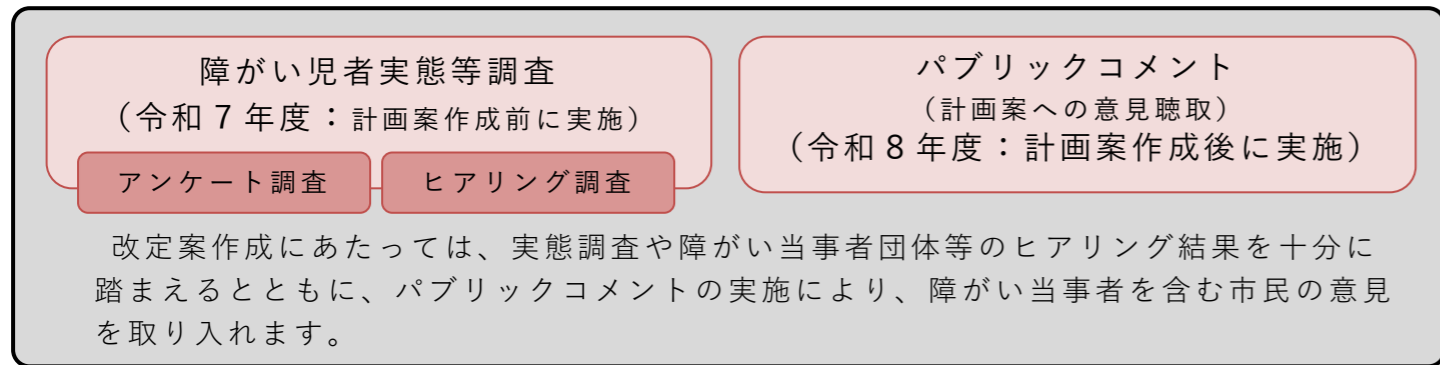 障がい児者実態等調査
（令和７年度：計画案作成前に実施）
アンケート調査
ヒアリング調査
パブリックコメント
（計画案への意見聴取）
（令和８年度：計画案作成後に実施）
改定案作成にあたっては、実態調査や障がい当事者団体等のヒアリング結果を十分に
踏まえるとともに、パブリックコメントの実施により、障がい当事者を含む市民の意見
を取り入れます。